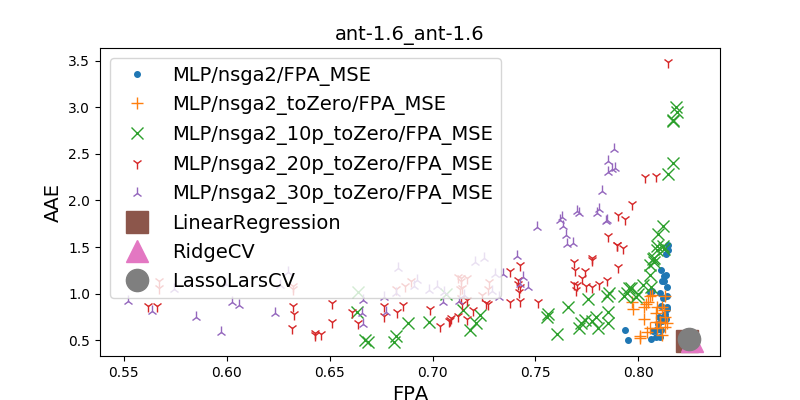 ant-1.6_ant-1.6
AAE
3.5
3.0
2.5
2.0
1.5
1.0
0.5
MLP/nsga2/FPA_MSE
MLP/nsga2_toZero/FPA_MSE
MLP/nsga2_10p_toZero/FPA_MSE
MLP/nsga2_20p_toZero/FPA_MSE
MLP/nsga2_30p_toZero/FPA_MSE
LinearRegression
RidgeCV
LassoLarsCV
0.55 0.60 0.65 0.70 0.75 0.80
FPA